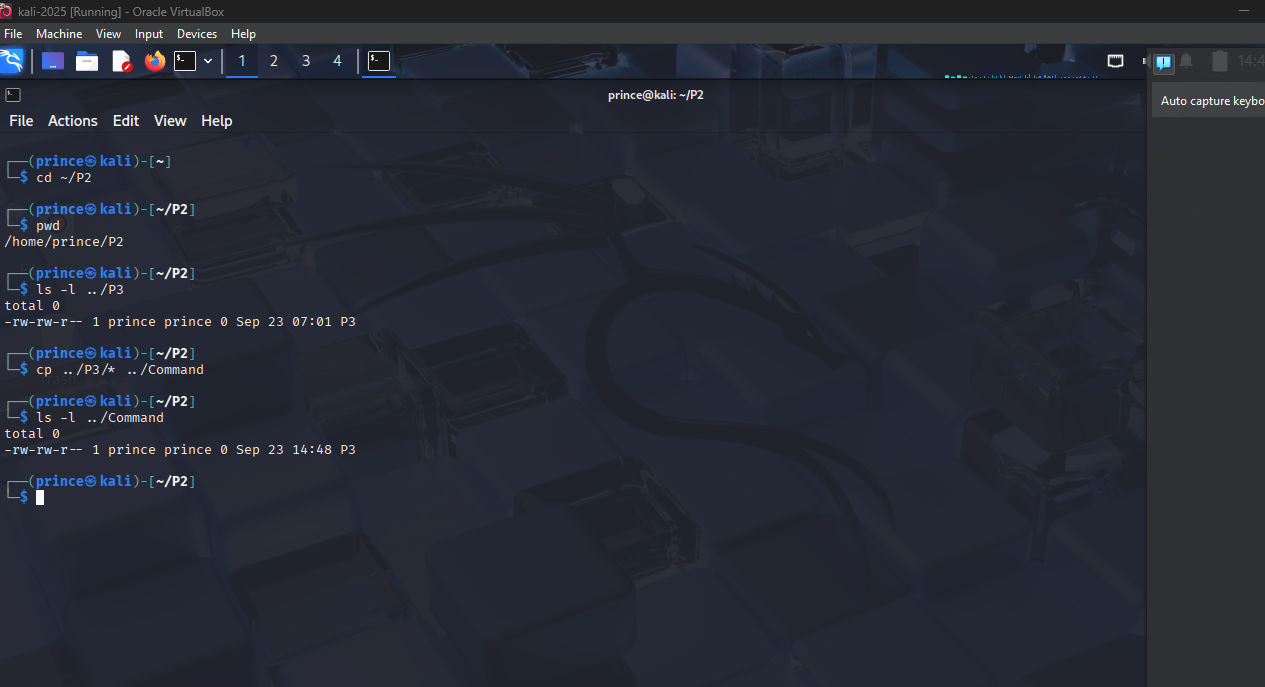 kali-2025 [Running] - Oracle VirtualBox
File Machine View Input Devices Help
1 2 3 4
14:4
prince@kali: ~/P2
Auto capture keybo
File Actions Edit View Help
┌──(prince㉿kali)-[~]
└─$ cd ~/P2
┌──(prince㉿kali)-[~/P2]
└─$ pwd
/home/prince/P2
┌──(prince㉿kali)-[~/P2]
└─$ ls -l ../P3
total 0
-rw-rw-r-- 1 prince prince 0 Sep 23 07:01 P3
┌──(prince㉿kali)-[~/P2]
└─$ cp ../P3/* ../Command
┌──(prince㉿kali)-[~/P2]
└─$ ls -l ../Command
total 0
-rw-rw-r-- 1 prince prince 0 Sep 23 14:48 P3
┌──(prince㉿kali)-[~/P2]
└─$